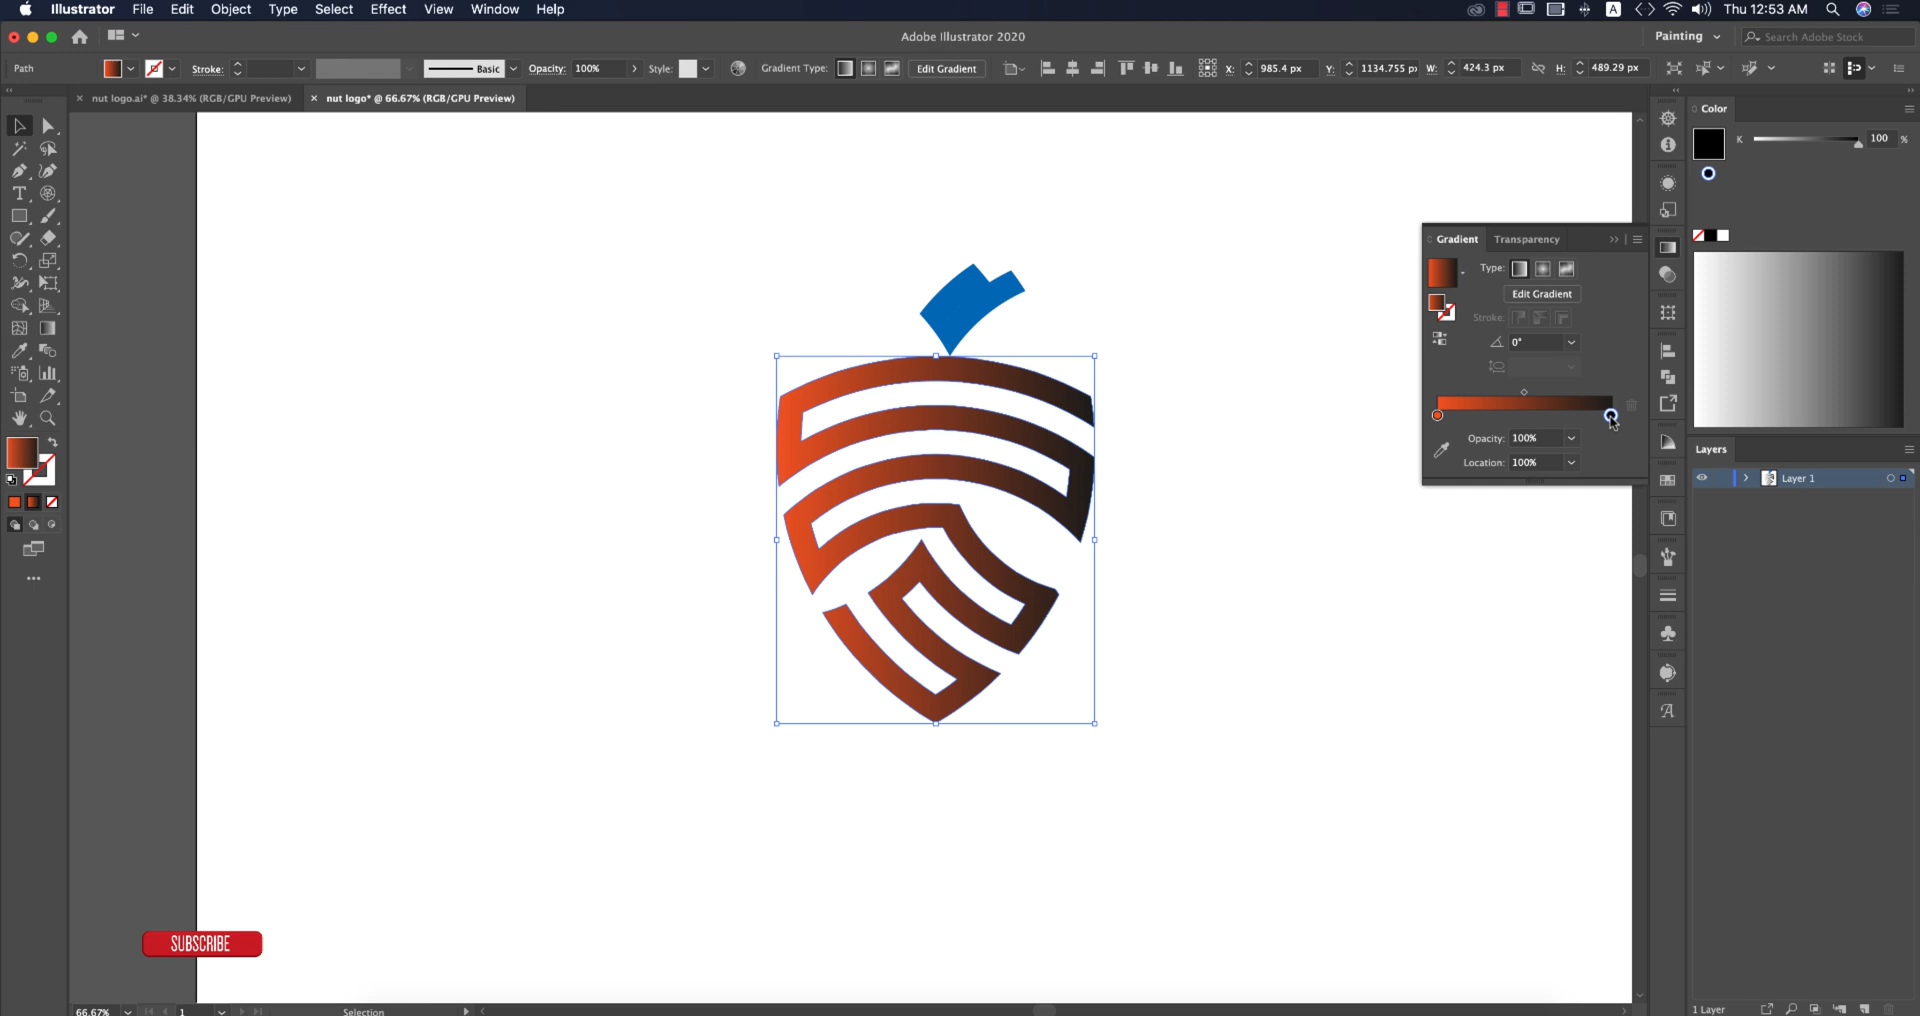 Illustrator File Edit Object Type Select Effect View Window Help
A Thu 12:53 AM
Adobe Illustrator 2020
Painting
Search Adobe Stock
Path Stroke: Basic Opacity: 100% Style: Gradient Type: Edit Gradient X: 985.4 px Y: 1134.755 px W: 424.3 px H: 489.29 px
nut logo.ai* @ 38.34% (RGB/GPU Preview)
nut logo* @ 66.67% (RGB/GPU Preview)
Color
K 100 %
Gradient Transparency
Type:
Edit Gradient
Stroke:
0°
Opacity: 100%
Location: 100%
Layers
Layer 1
SUBSCRIBE
66.67% 1 Selection
1 Layer